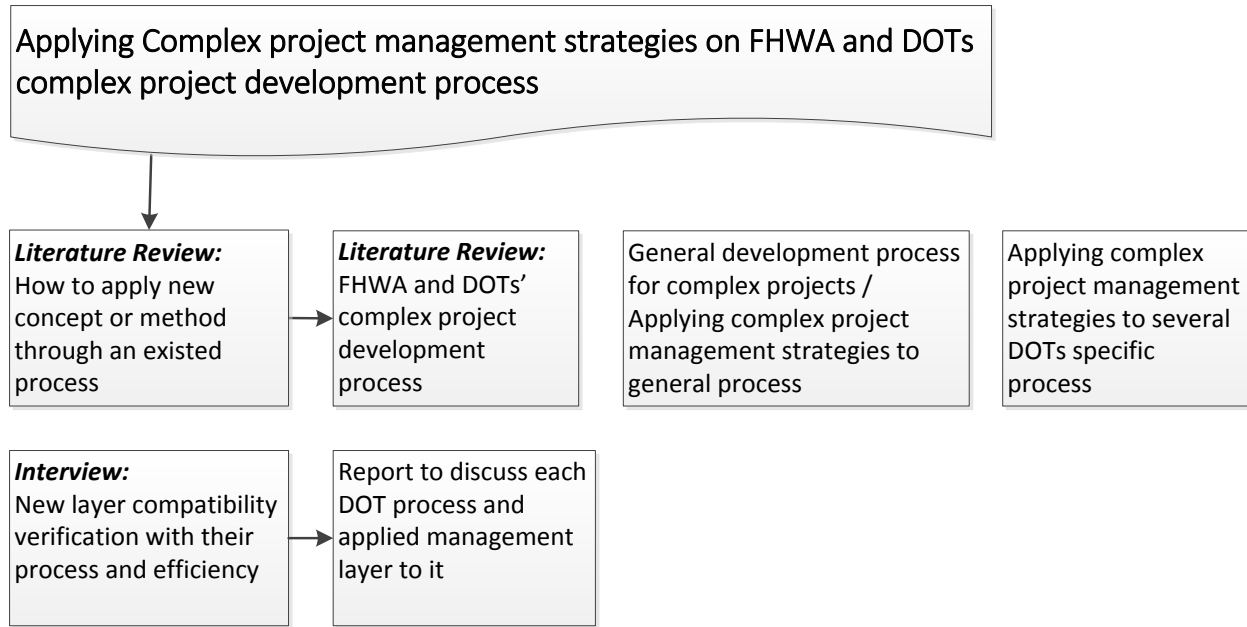 Applying Complex project management strategies on FHWA and DOTs
complex project development process
Literature Review:
How to apply new
concept or method
through an existed
process
Literature Review:
FHWA and DOTs’
complex project
development
process
General development process
for complex projects /
Applying complex project
management strategies to
general process
Applying complex
project management
strategies to several
DOTs specific
process
Interview:
New layer compatibility
verification with their
process and efficiency
Report to discuss each
DOT process and
applied management
layer to it